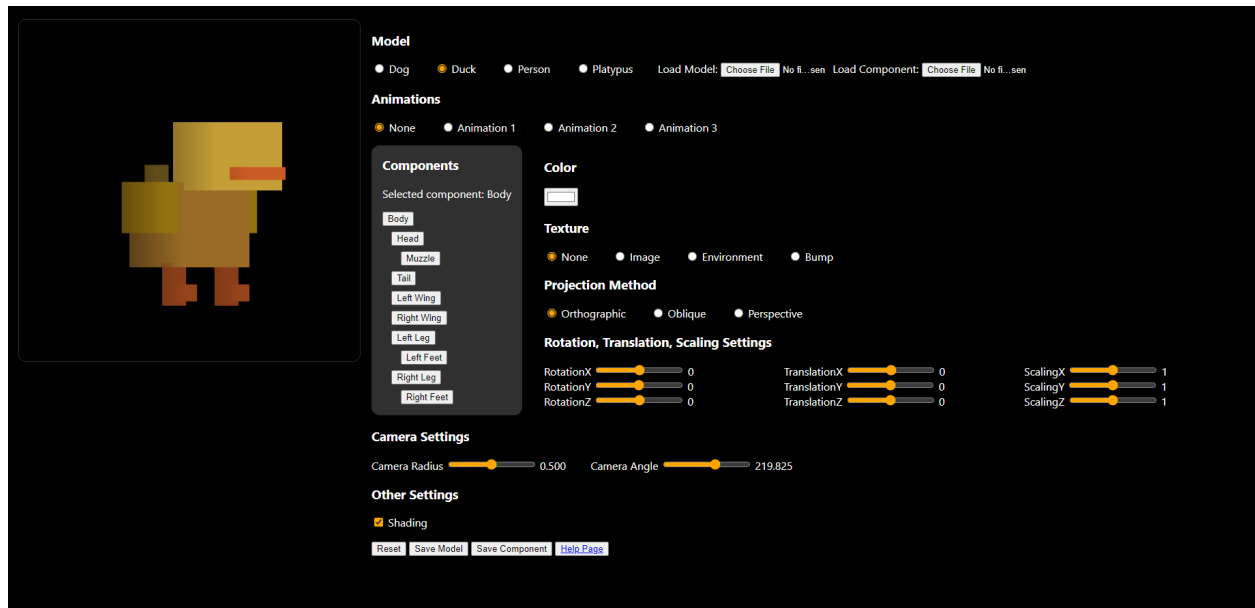 Model
Dog Duck Person Platypus Load Model: Choose File No fi...sen Load Component: Choose File No fi...sen
Animations
None Animation 1 Animation 2 Animation 3
Components
Selected component: Body
Body
Head
Muzzle
Tail
Left Wing
Right Wing
Left Leg
Left Feet
Right Leg
Right Feet
Color
Texture
None Image Environment Bump
Projection Method
Orthographic Oblique Perspective
Rotation, Translation, Scaling Settings
RotationX 0 TranslationX 0 ScalingX 1
RotationY 0 TranslationY 0 ScalingY 1
RotationZ 0 TranslationZ 0 ScalingZ 1
Camera Settings
Camera Radius 0.500 Camera Angle 219.825
Other Settings
Shading
Reset Save Model Save Component Help Page